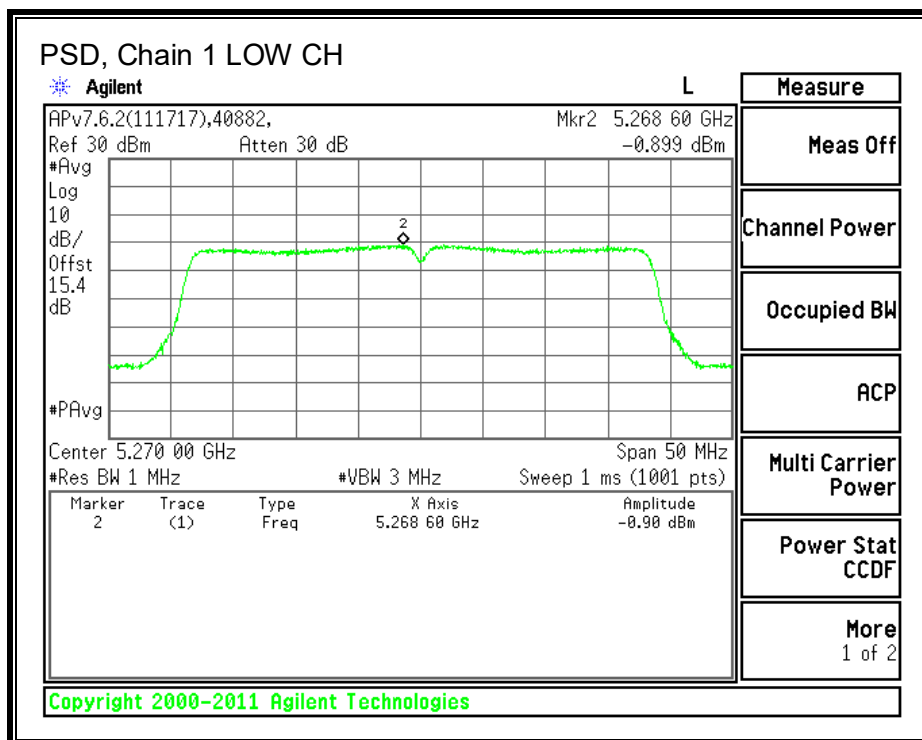 PSD, Chain 1 LOW CH
Agilent
L
Measure
APv7.6.2(111717),40882,
Mkr2 5.268 60 GHz
Ref 30 dBm
Atten 30 dB
-0.899 dBm
#Avg
Log
10
dB/
Offst
15.4
dB
#PAvg
2
Center 5.270 00 GHz
Span 50 MHz
#Res BW 1 MHz
#VBW 3 MHz
Sweep 1 ms (1001 pts)
Marker Trace Type X Axis Amplitude
2 (1) Freq 5.268 60 GHz -0.90 dBm
Meas Off
Channel Power
Occupied BW
ACP
Multi Carrier
Power
Power Stat
CCDF
More
1 of 2
Copyright 2000-2011 Agilent Technologies